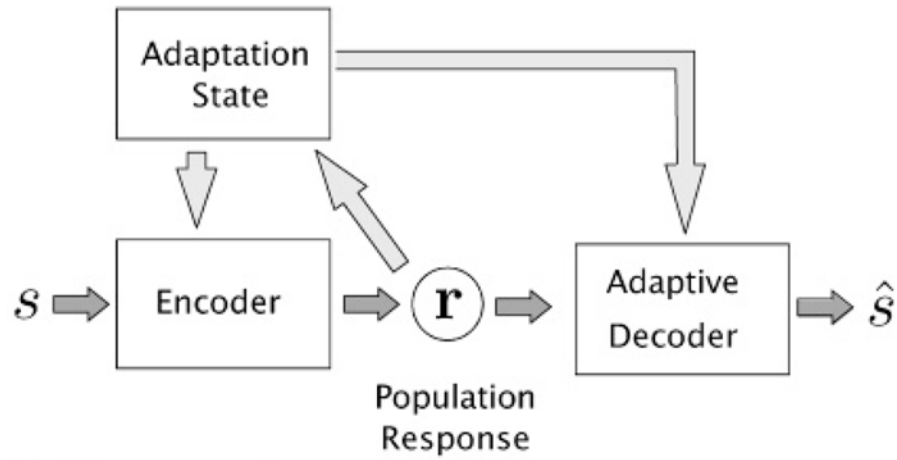 Adaptation
State
s
Encoder
r
Adaptive
Decoder
ŝ
Population
Response